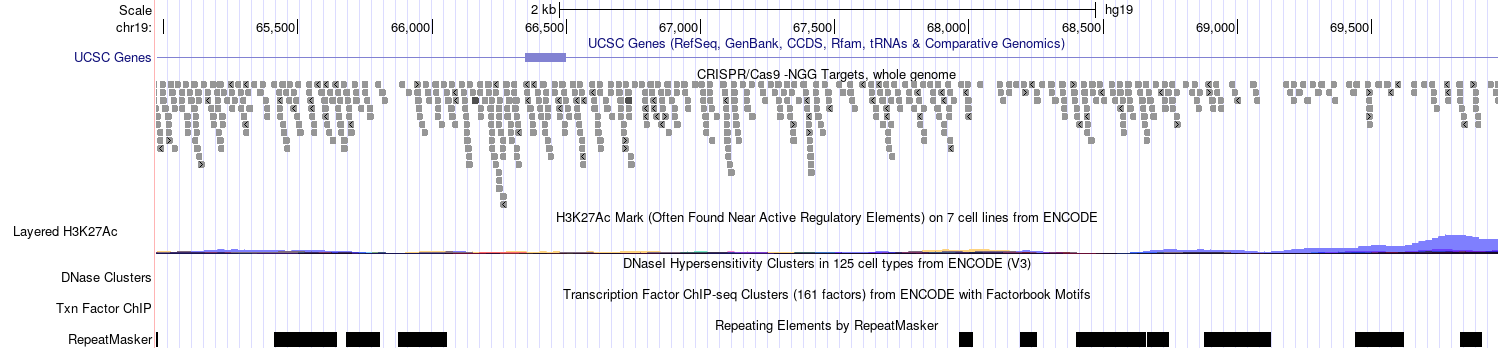 Scale 2 kb hg19
chr19: 65,500 66,000 66,500 67,000 67,500 68,000 68,500 69,000 69,500
UCSC Genes (RefSeq, GenBank, CCDS, Rfam, tRNAs & Comparative Genomics)
UCSC Genes
CRISPR/Cas9 -NGG Targets, whole genome
H3K27Ac Mark (Often Found Near Active Regulatory Elements) on 7 cell lines from ENCODE
Layered H3K27Ac
DNaseI Hypersensitivity Clusters in 125 cell types from ENCODE (V3)
DNase Clusters
Transcription Factor ChIP-seq Clusters (161 factors) from ENCODE with Factorbook Motifs
Txn Factor ChIP
Repeating Elements by RepeatMasker
RepeatMasker